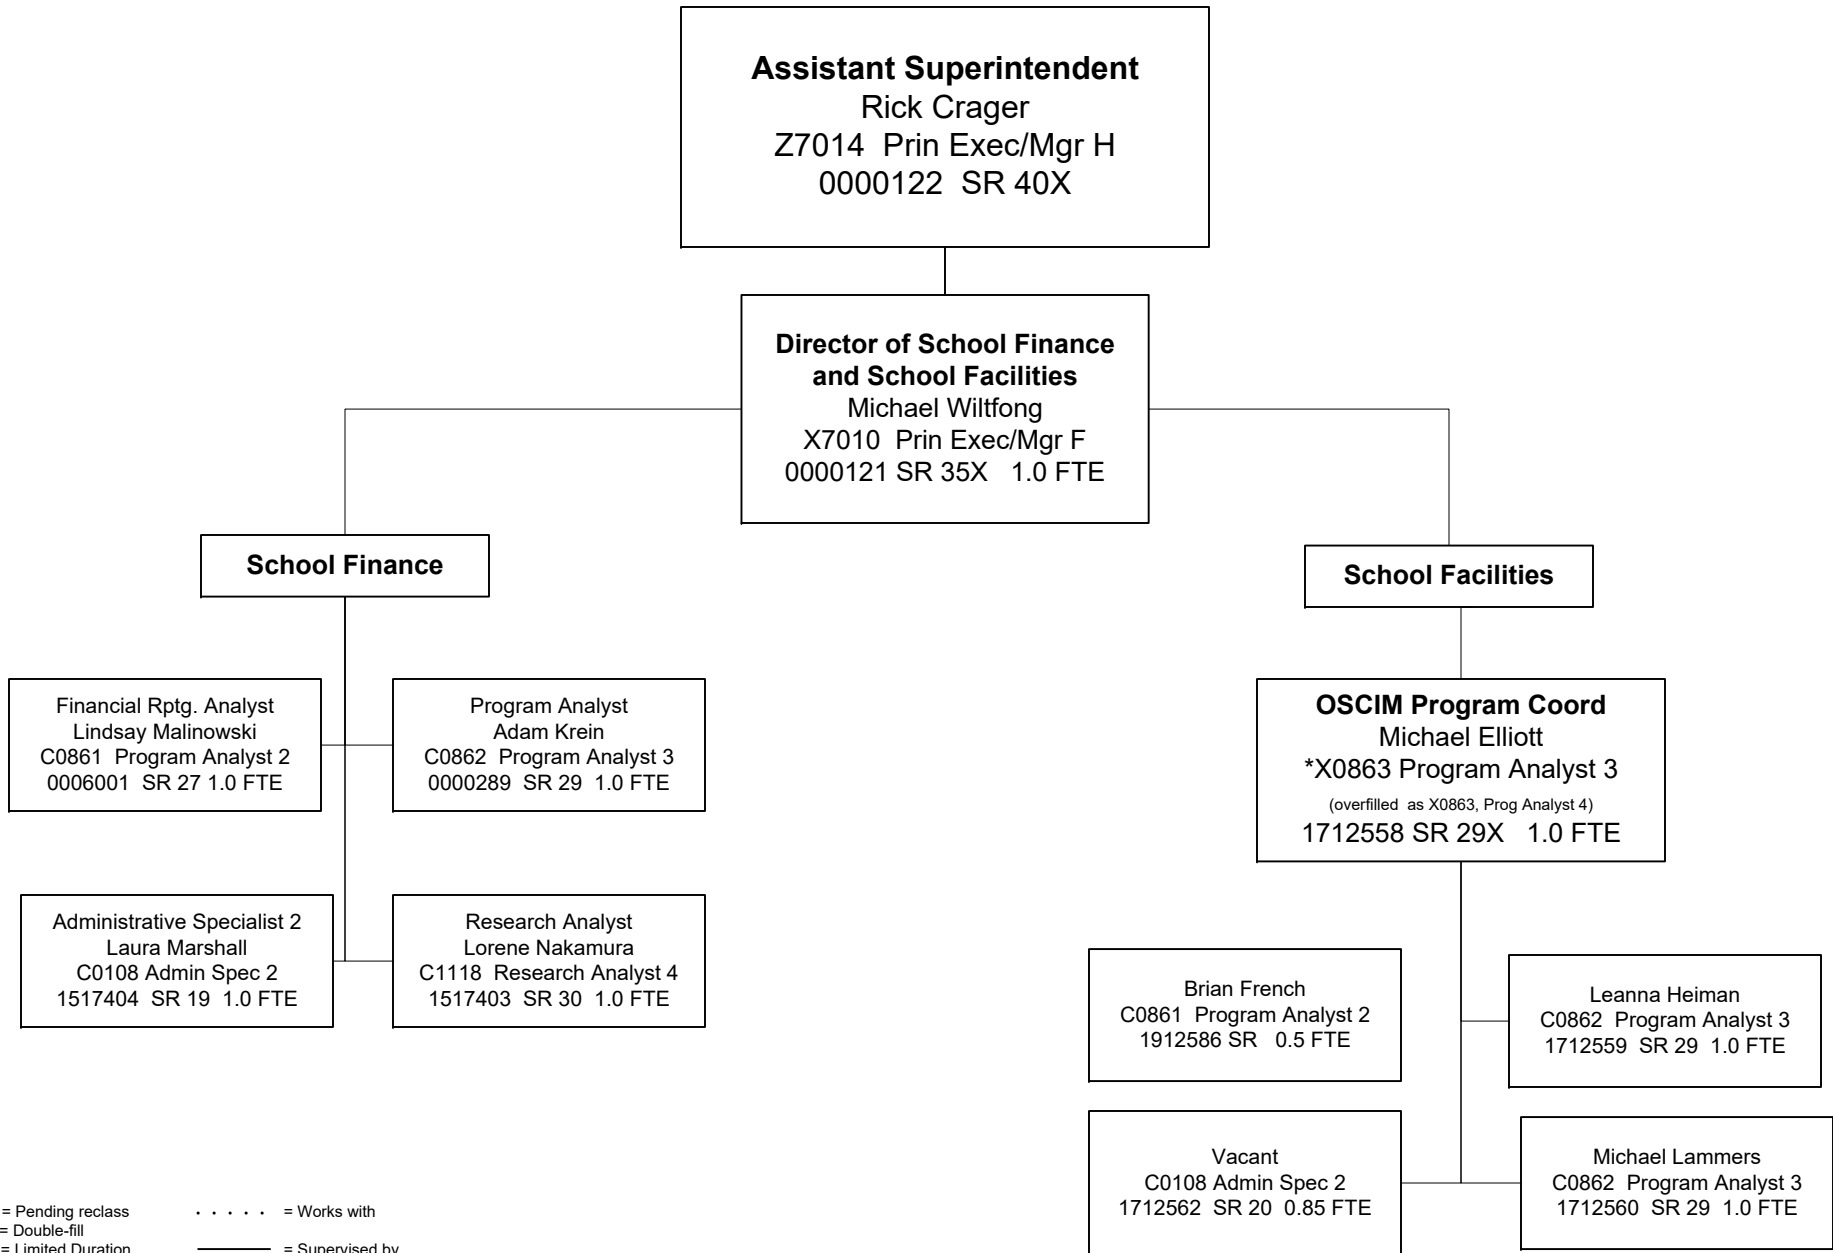 Assistant Superintendent
Rick Crager
Z7014  Prin Exec/Mgr H
0000122  SR 40X
Director of School Finance
and School Facilities
Michael Wiltfong
X7010  Prin Exec/Mgr F
0000121 SR 35X   1.0 FTE
School Finance
School Facilities
Financial Rptg. Analyst
Lindsay Malinowski
C0861  Program Analyst 2
0006001  SR 27 1.0 FTE
Program Analyst
Adam Krein
C0862  Program Analyst 3
0000289  SR 29  1.0 FTE
OSCIM Program Coord
Michael Elliott
*X0863 Program Analyst 3
(overfilled  as X0863, Prog Analyst 4)
1712558 SR 29X   1.0 FTE
Administrative Specialist 2
Laura Marshall
C0108 Admin Spec 2
1517404  SR 19  1.0 FTE
Research Analyst
Lorene Nakamura
C1118  Research Analyst 4
1517403  SR 30  1.0 FTE
Brian French
C0861  Program Analyst 2
1912586 SR   0.5 FTE
Leanna Heiman
C0862  Program Analyst 3
1712559  SR 29  1.0 FTE
Vacant
C0108 Admin Spec 2
1712562  SR 20  0.85 FTE
Michael Lammers
C0862  Program Analyst 3
1712560  SR 29  1.0 FTE
= Pending reclass
= Works with
= Double-fill
= Limited Duration
= Supervised by